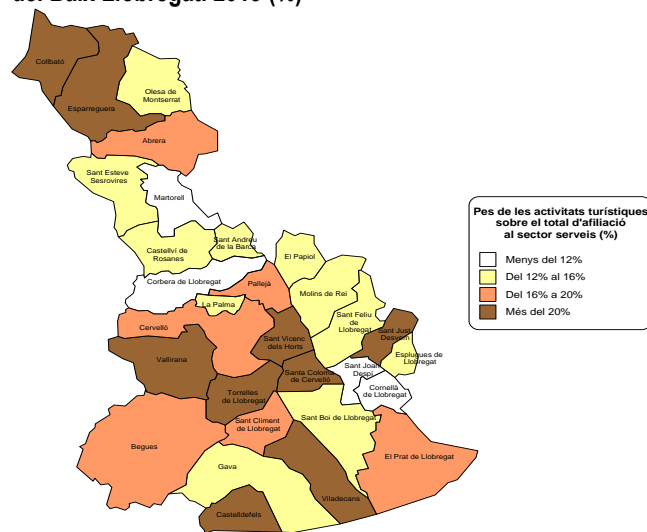 Collbató
Esparreguera
Olesa de
Montserrat
Abrera
Sant Esteve
Sesrovires
Martorell
Castellví de
Rosanes
Sant Andreu
de la Barca
El Papiol
Corbera de Llobregat
Pallejà
Molins de Rei
La Palma
Sant Feliu
de
Llobregat
Cervelló
Sant Vicenç
dels Horts
Sant Just
Desvern
Esplugues de
Llobregat
Vallirana
Santa Coloma
de Cervelló
Sant Joan
Despí
Cornellà
de Llobregat
Torrelles
de Llobregat
Sant Climent
de Llobregat
Sant Boi de Llobregat
Begues
El Prat de Llobregat
Gava
Viladecans
Castelldefels
Pes de les activitats turístiques
sobre el total d'afiliació
al sector serveis (%)
Menys del 12%
Del 12% al 16%
Del 16% a 20%
Més del 20%